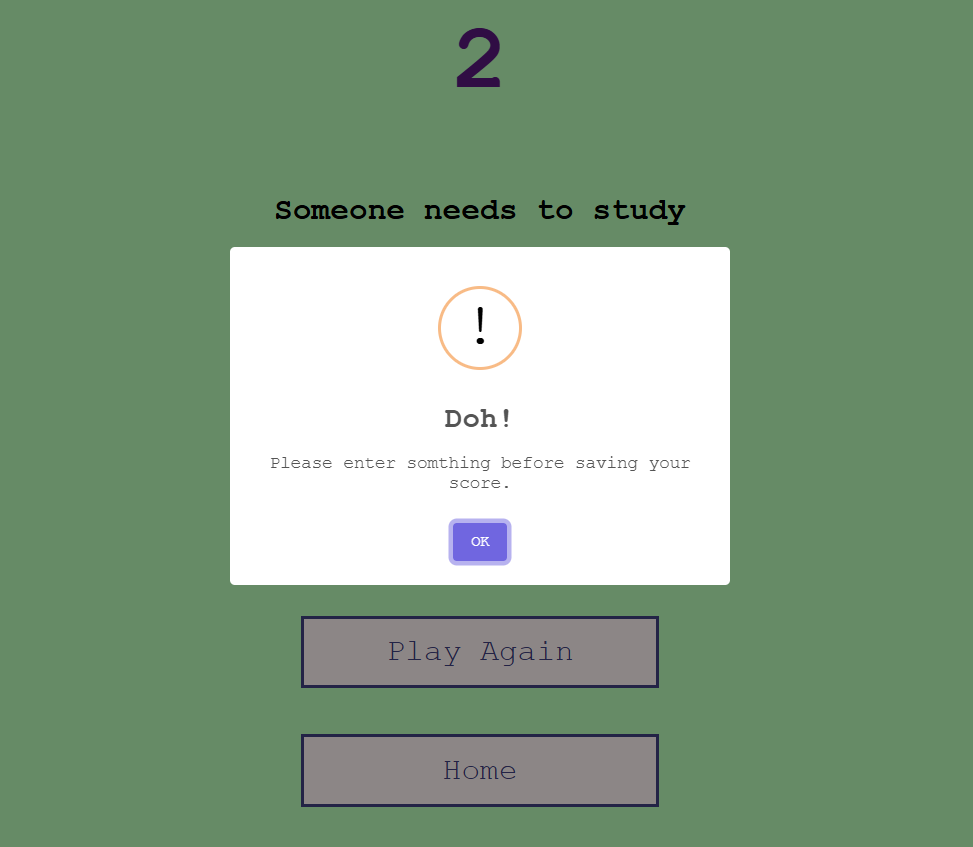 2
Someone needs to study
!
Doh!
Please enter somthing before saving your
score.
OK
Play Again
Home